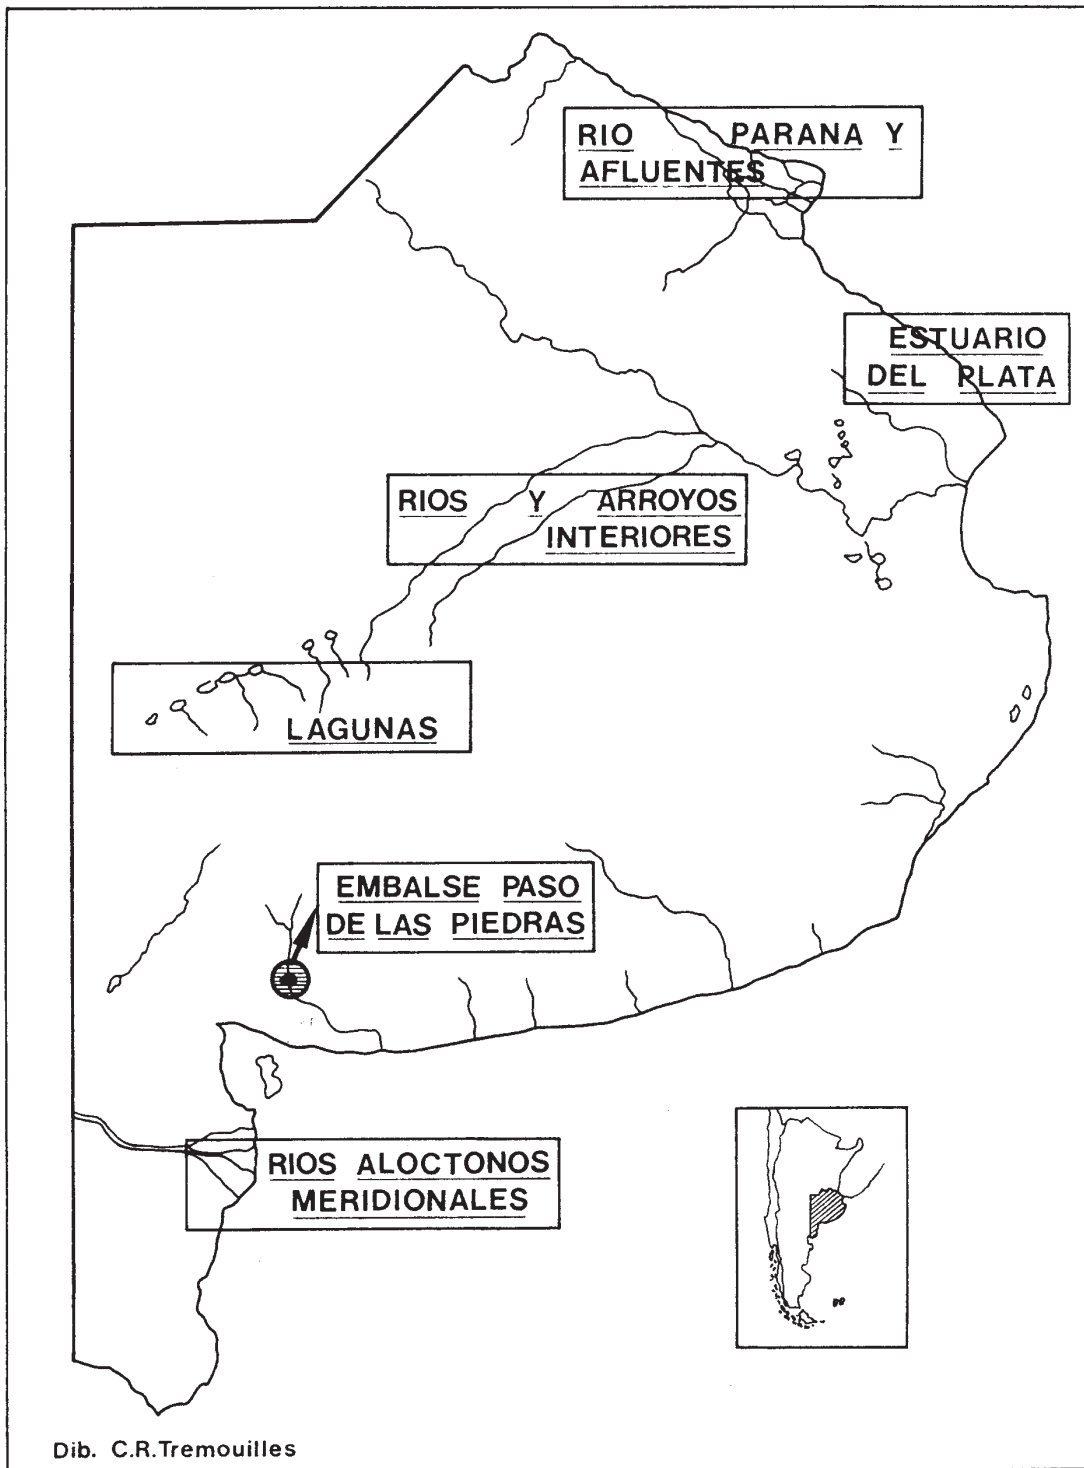 RIO PARANA Y
AFLUENTES
ESTUARIO
DEL PLATA
RIOS Y ARROYOS
INTERIORES
LAGUNAS
EMBALSE PASO
DE LAS PIEDRAS
RIOS ALOCTONOS
MERIDIONALES
Dib. C.R.Tremouilles